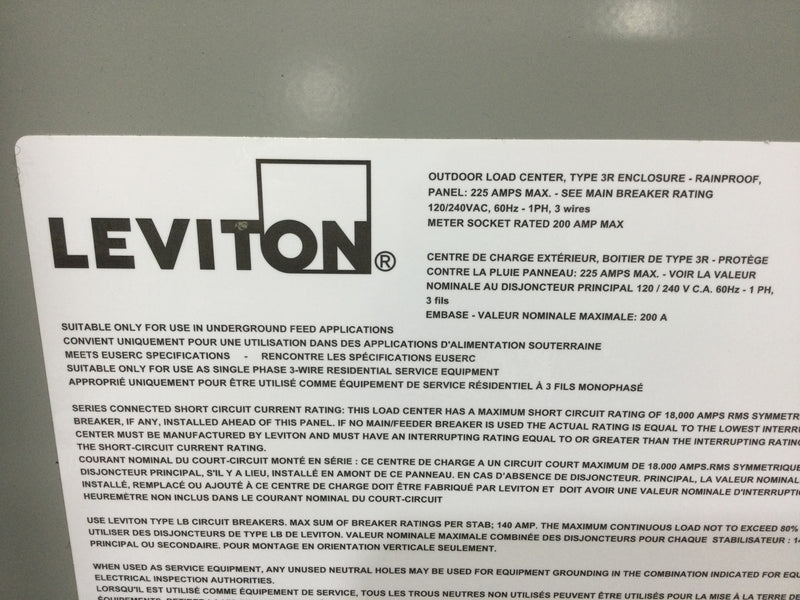 LEVITON®
OUTDOOR LOAD CENTER, TYPE 3R ENCLOSURE - RAINPROOF,
PANEL: 225 AMPS MAX. - SEE MAIN BREAKER RATING
120/240VAC, 60Hz - 1PH, 3 wires
METER SOCKET RATED 200 AMP MAX
CENTRE DE CHARGE EXTÉRIEUR, BOITIER DE TYPE 3R - PROTÈGE
CONTRE LA PLUIE PANNEAU: 225 AMPS MAX. - VOIR LA VALEUR
NOMINALE AU DISJONCTEUR PRINCIPAL 120 / 240 V C.A. 60Hz - 1 PH,
3 fils
EMBASE - VALEUR NOMINALE MAXIMALE: 200 A
SUITABLE ONLY FOR USE IN UNDERGROUND FEED APPLICATIONS
CONVIENT UNIQUEMENT POUR UNE UTILISATION DANS DES APPLICATIONS D'ALIMENTATION SOUTERRAINE
MEETS EUSERC SPECIFICATIONS - RENCONTRE LES SPÉCIFICATIONS EUSERC
SUITABLE ONLY FOR USE AS SINGLE PHASE 3-WIRE RESIDENTIAL SERVICE EQUIPMENT
APPROPRIÉ UNIQUEMENT POUR ÊTRE UTILISÉ COMME ÉQUIPEMENT DE SERVICE RÉSIDENTIEL À 3 FILS MONOPHASÉ
SERIES CONNECTED SHORT CIRCUIT CURRENT RATING: THIS LOAD CENTER HAS A MAXIMUM SHORT CIRCUIT RATING OF 18,000 AMPS RMS SYMMETR
BREAKER, IF ANY, INSTALLED AHEAD OF THIS PANEL. IF NO MAIN/FEEDER BREAKER IS USED THE ACTUAL RATING IS EQUAL TO THE LOWEST INTERR
CENTER MUST BE MANUFACTURED BY LEVITON AND MUST HAVE AN INTERRUPTING RATING EQUAL TO OR GREATER THAN THE INTERRUPTING RATING
THE SHORT-CIRCUIT CURRENT RATING.
COURANT NOMINAL DU COURT-CIRCUIT MONTÉ EN SÉRIE : CE CENTRE DE CHARGE A UN CIRCUIT COURT MAXIMUM DE 18.000 AMPS.RMS SYMMETRIQUE
DISJONCTEUR PRINCIPAL, S'IL Y A LIEU, INSTALLÉ EN AMONT DE CE PANNEAU. EN CAS D'ABSENCE DE DISJONCTEUR. PRINCIPAL, LA VALEUR NOMINAL
INSTALLÉ, REMPLACÉ OU AJOUTÉ À CE CENTRE DE CHARGE DOIT ÊTRE FABRIQUÉ PAR LEVITON ET DOIT AVOIR UNE VALEUR NOMINALE D'INTERRUPTI
HEUREMÈTRE NON INCLUS DANS LE COURANT NOMINAL DU COURT-CIRCUIT
USE LEVITON TYPE LB CIRCUIT BREAKERS. MAX SUM OF BREAKER RATINGS PER STAB; 140 AMP. THE MAXIMUM CONTINUOUS LOAD NOT TO EXCEED 80%
UTILISER DES DISJONCTEURS DE TYPE LB DE LEVITON. VALEUR NOMINALE MAXIMALE COMBINÉE DES DISJONCTEURS POUR CHAQUE STABILISATEUR : 14
PRINCIPAL OU SECONDAIRE. POUR MONTAGE EN ORIENTATION VERTICALE SEULEMENT.
WHEN USED AS SERVICE EQUIPMENT, ANY UNUSED NEUTRAL HOLES MAY BE USED FOR EQUIPMENT GROUNDING IN THE COMBINATION INDICATED FOR EQU
ELECTRICAL INSPECTION AUTHORITIES.
LORSQU'IL EST UTILISÉ COMME ÉQUIPEMENT DE SERVICE, TOUS LES TROUS NEUTRES NON UTILISÉS PEUVENT ÊTRE UTILISÉS POUR LA MISE À LA TERRE DE